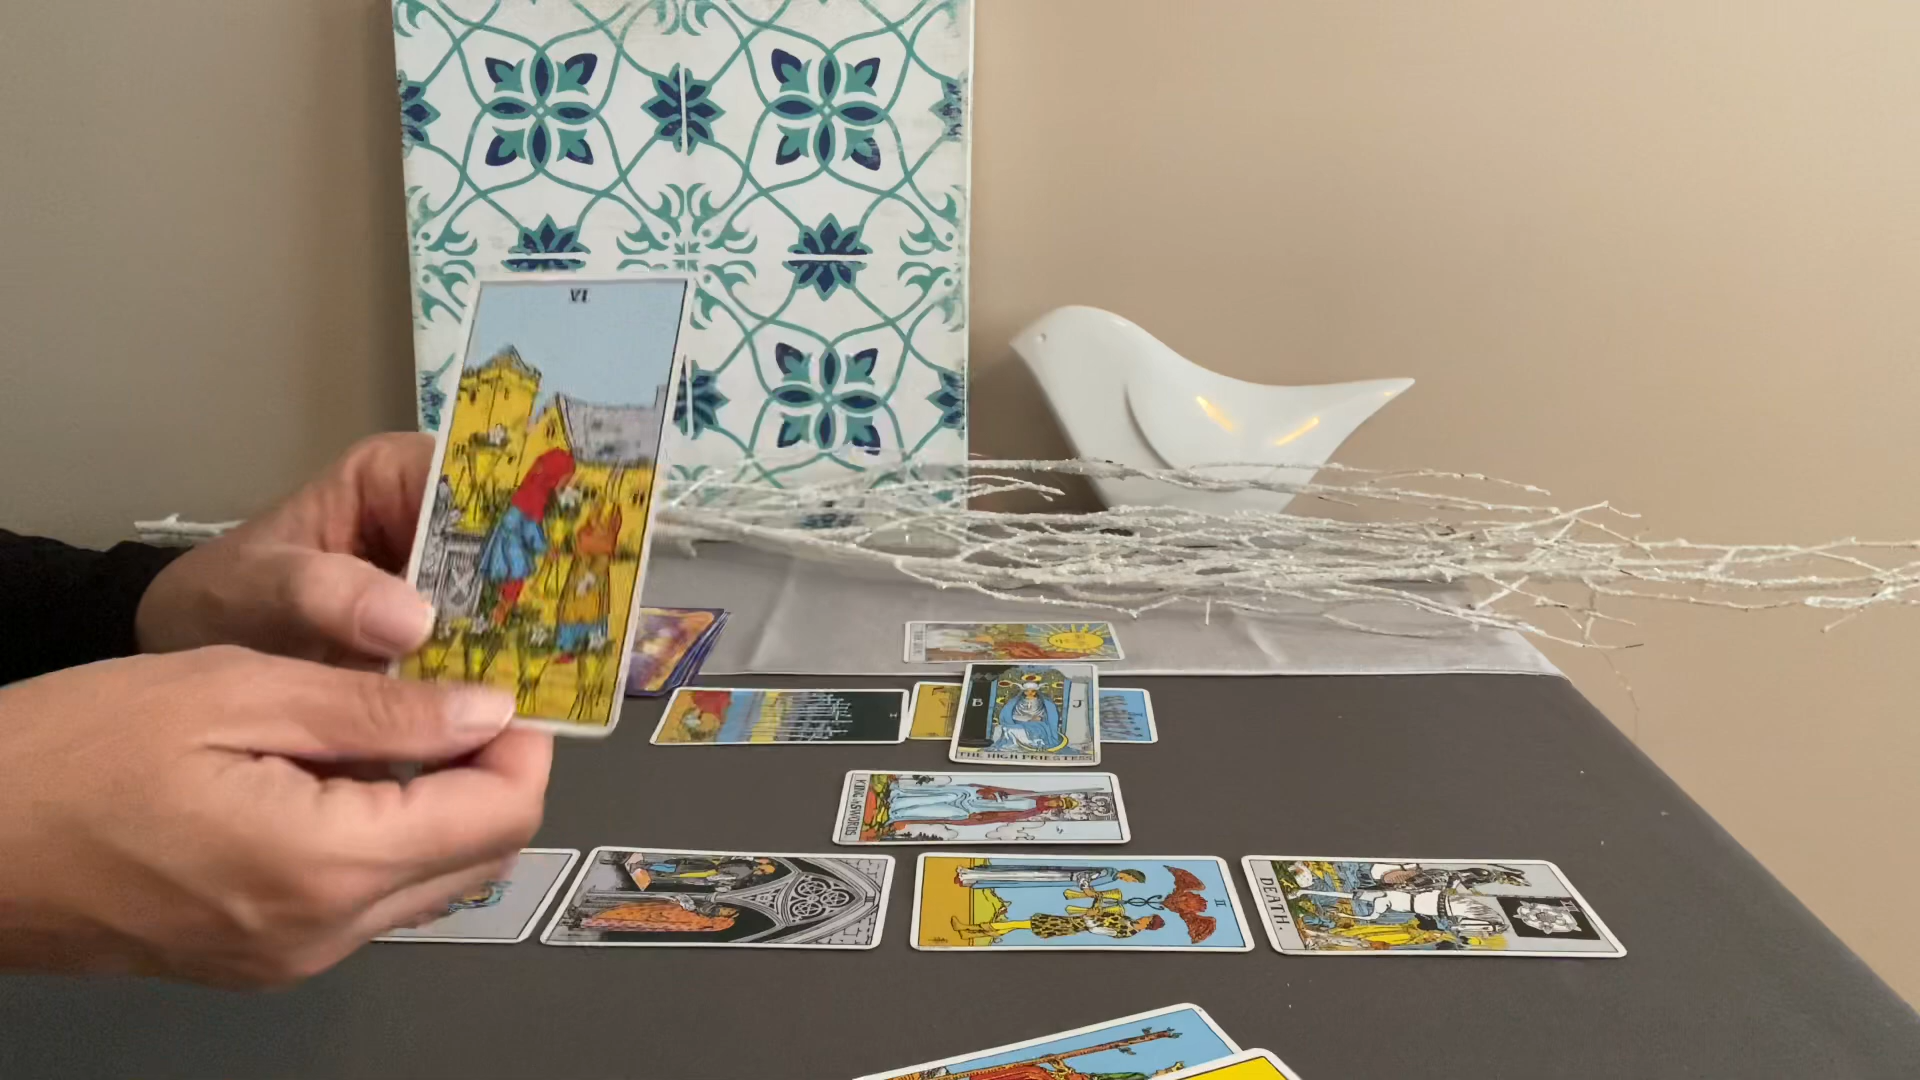 VI
B
J
THE HIGH PRIESTESS
KING of SWORDS
II
DEATH.